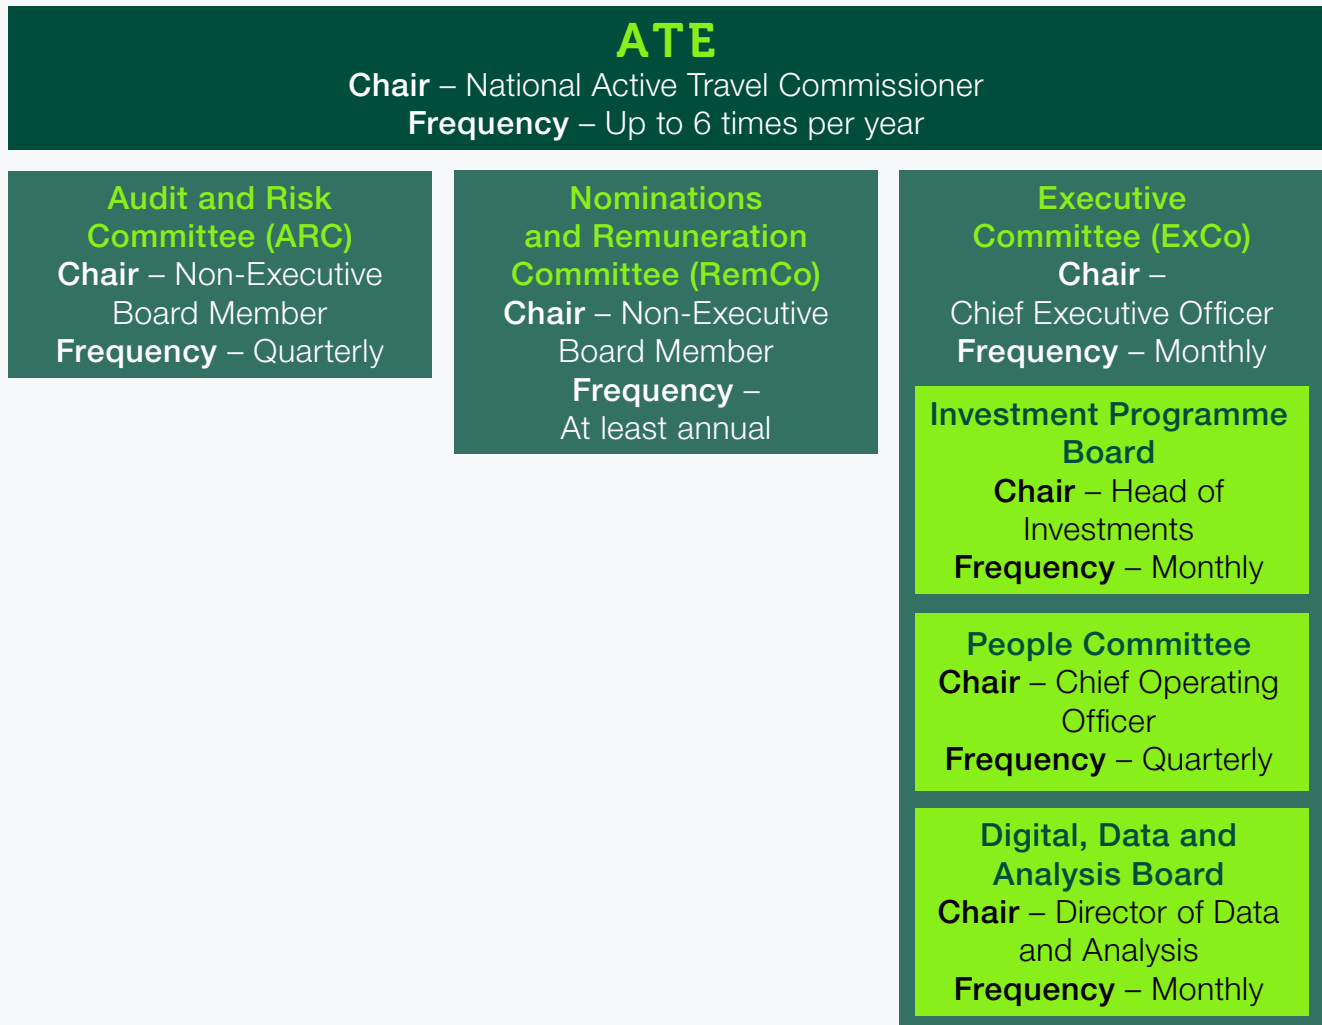 ATE
Chair – National Active Travel Commissioner
Frequency – Up to 6 times per year
Audit and Risk
Committee (ARC)
Chair – Non-Executive
Board Member
Frequency – Quarterly
Nominations
and Remuneration
Committee (RemCo)
Chair – Non-Executive
Board Member
Frequency –
At least annual
Executive
Committee (ExCo)
Chair –
Chief Executive Officer
Frequency – Monthly
Investment Programme
Board
Chair – Head of
Investments
Frequency – Monthly
People Committee
Chair – Chief Operating
Officer
Frequency – Quarterly
Digital, Data and
Analysis Board
Chair – Director of Data
and Analysis
Frequency – Monthly